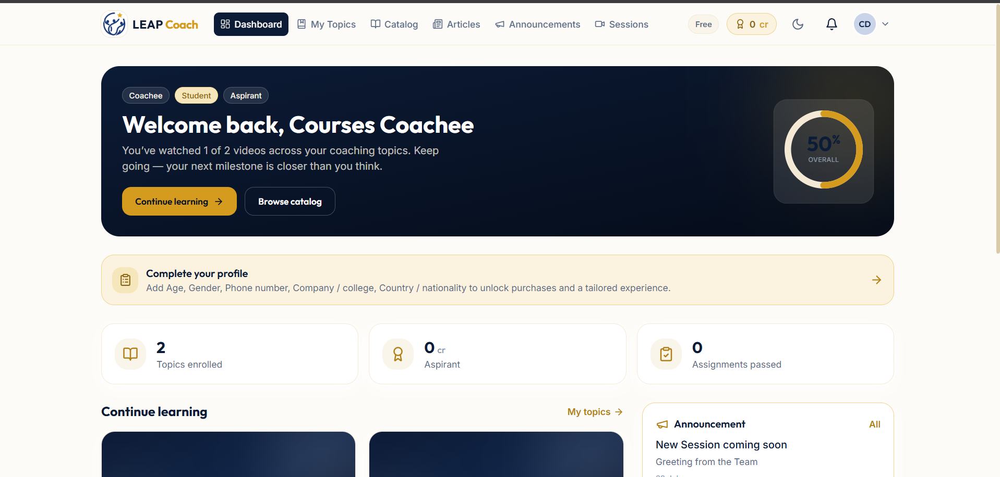 LEAP Coach
Dashboard
My Topics
Catalog
Articles
Announcements
Sessions
Free
0 cr
CD
Coachee
Student
Aspirant
Welcome back, Courses Coachee
You’ve watched 1 of 2 videos across your coaching topics. Keep
going — your next milestone is closer than you think.
Continue learning
Browse catalog
50%
OVERALL
Complete your profile
Add Age, Gender, Phone number, Company / college, Country / nationality to unlock purchases and a tailored experience.
2
Topics enrolled
0 cr
Aspirant
0
Assignments passed
Continue learning
My topics
Announcement
All
New Session coming soon
Greeting from the Team